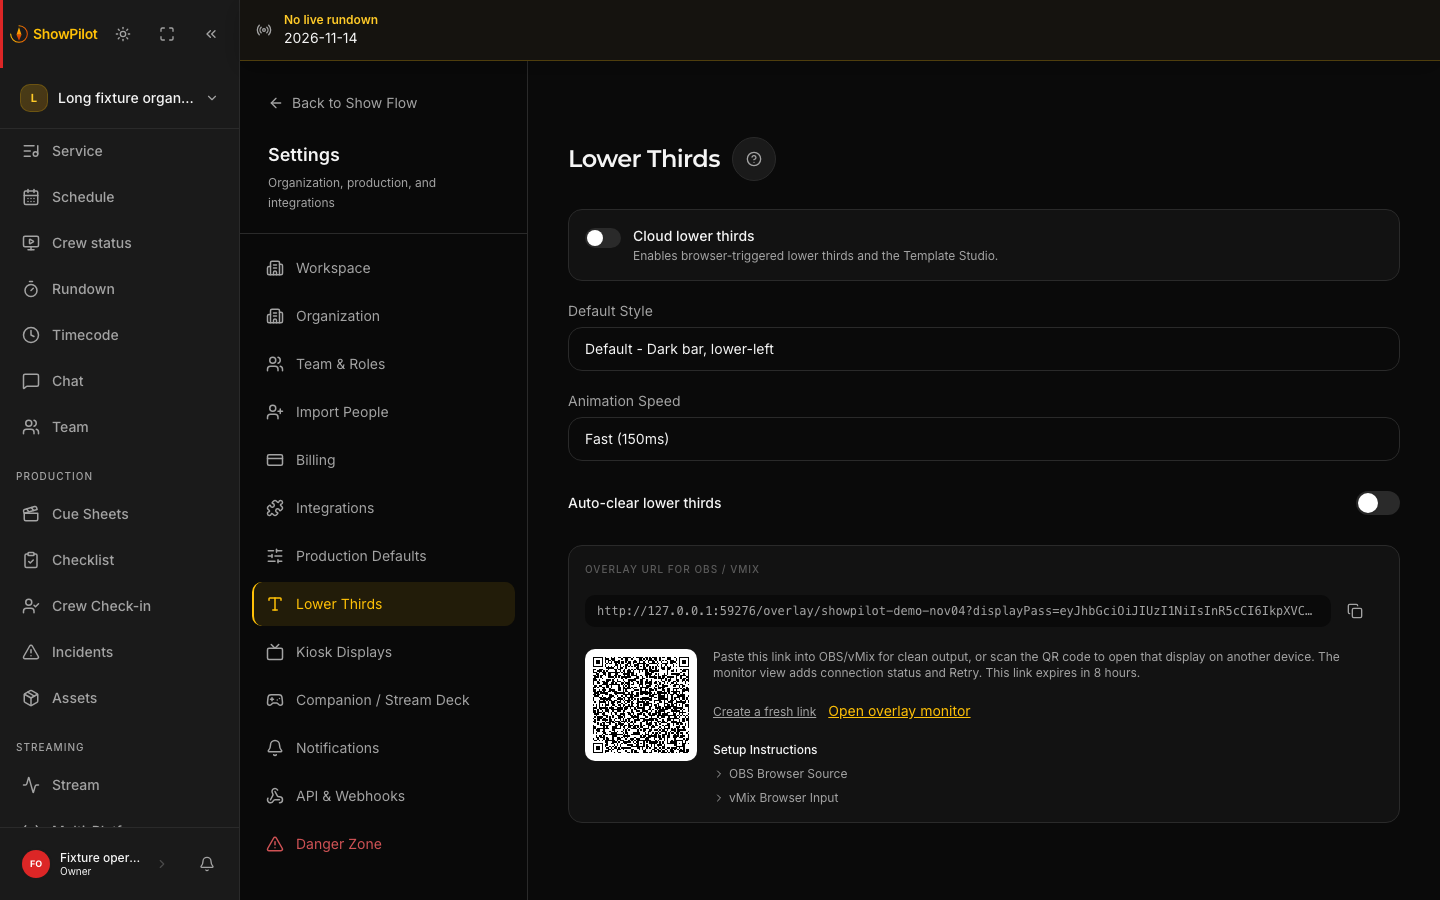 ShowPilot
No live rundown
2026-11-14
L
Long fixture organ...
Service
Schedule
Crew status
Rundown
Timecode
Chat
Team
PRODUCTION
Cue Sheets
Checklist
Crew Check-in
Incidents
Assets
STREAMING
Stream
FO
Fixture oper...
Owner
Back to Show Flow
Settings
Organization, production, and
integrations
Workspace
Organization
Team & Roles
Import People
Billing
Integrations
Production Defaults
Lower Thirds
Kiosk Displays
Companion / Stream Deck
Notifications
API & Webhooks
Danger Zone
Lower Thirds
Cloud lower thirds
Enables browser-triggered lower thirds and the Template Studio.
Default Style
Default - Dark bar, lower-left
Animation Speed
Fast (150ms)
Auto-clear lower thirds
OVERLAY URL FOR OBS / VMIX
http://127.0.0.1:59276/overlay/showpilot-demo-nov04?displayPass=eyJhbGciOiJIUzI1NiIsInR5cCI6IkpXVC...
Paste this link into OBS/vMix for clean output, or scan the QR code to open that display on another device. The
monitor view adds connection status and Retry. This link expires in 8 hours.
Create a fresh link
Open overlay monitor
Setup Instructions
OBS Browser Source
vMix Browser Input